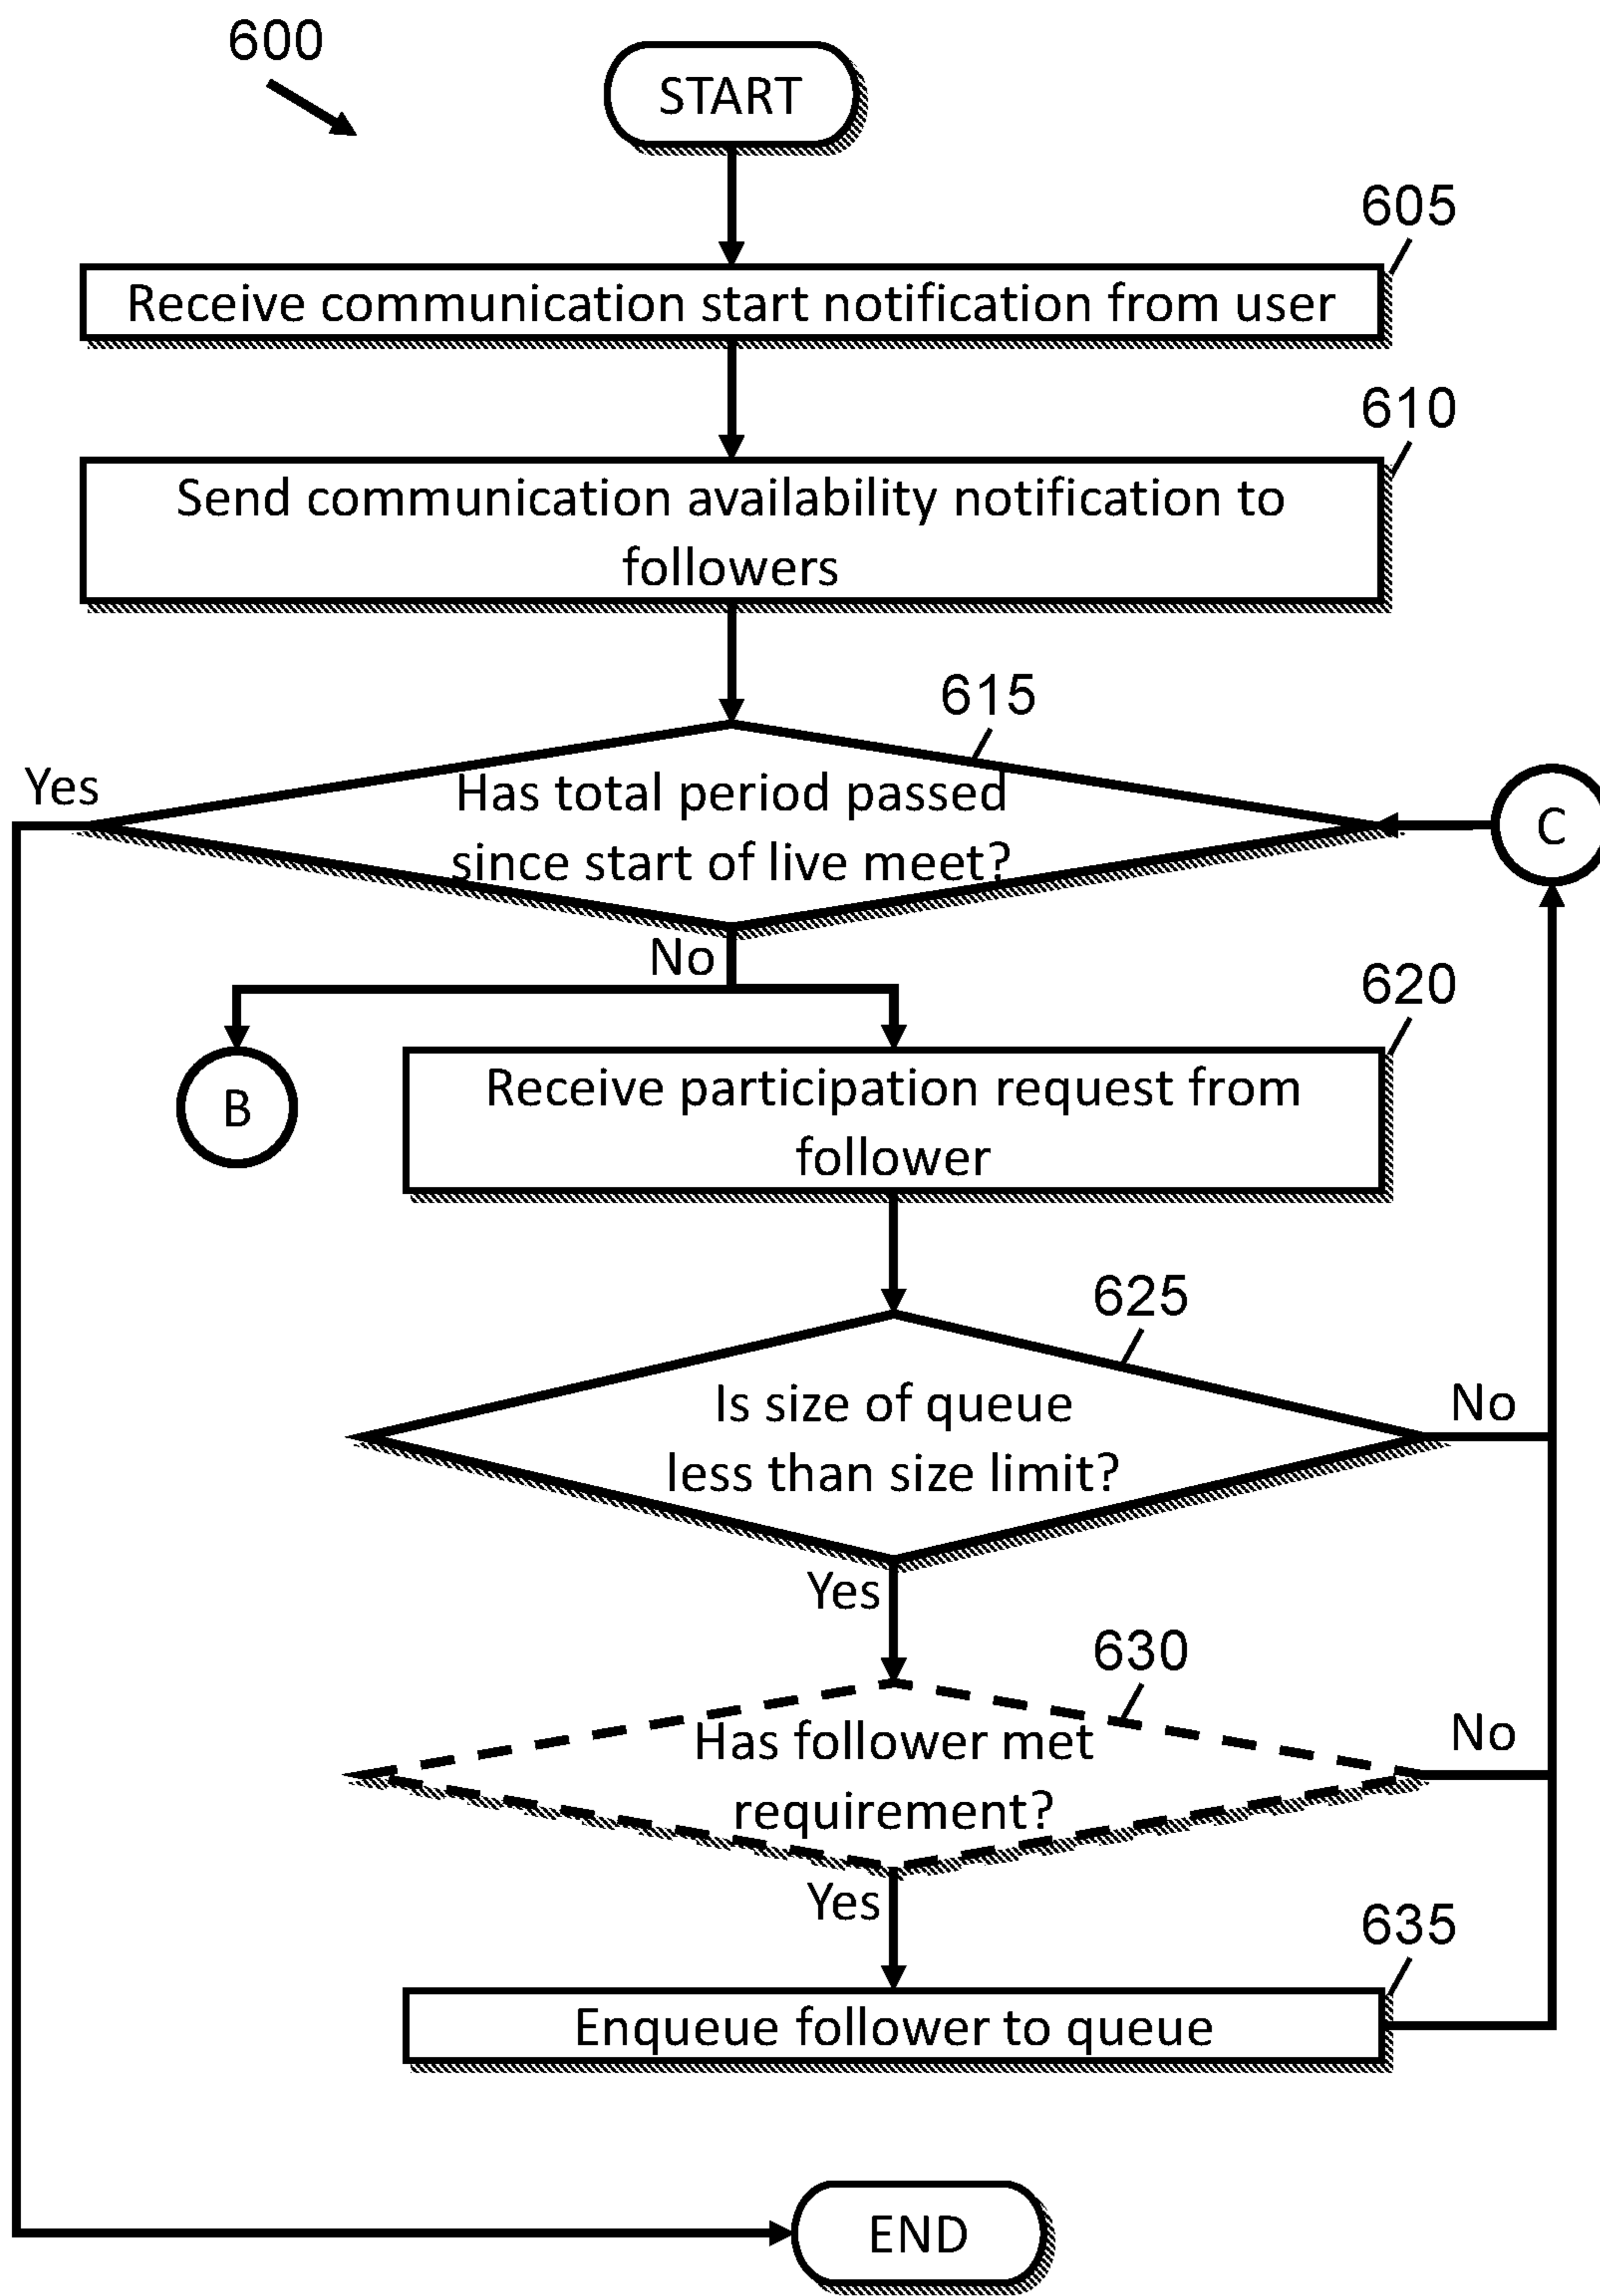 600
START
605
Receive communication start notification from user
610
Send communication availability notification to
followers
615
Yes
Has total period passed
since start of live meet?
C
No
620
B
Receive participation request from
follower
625
Is size of queue
less than size limit?
No
Yes
630
Has follower met
requirement?
No
Yes
635
Enqueue follower to queue
END